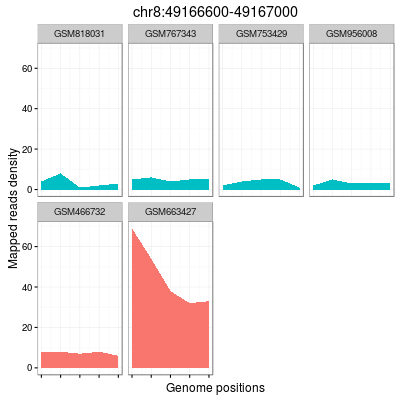 chr8:49166600-49167000
GSM818031 GSM767343 GSM753429 GSM956008
60
40
20
0
Mapped reads density
GSM466732 GSM663427
60
40
20
0
Genome positions